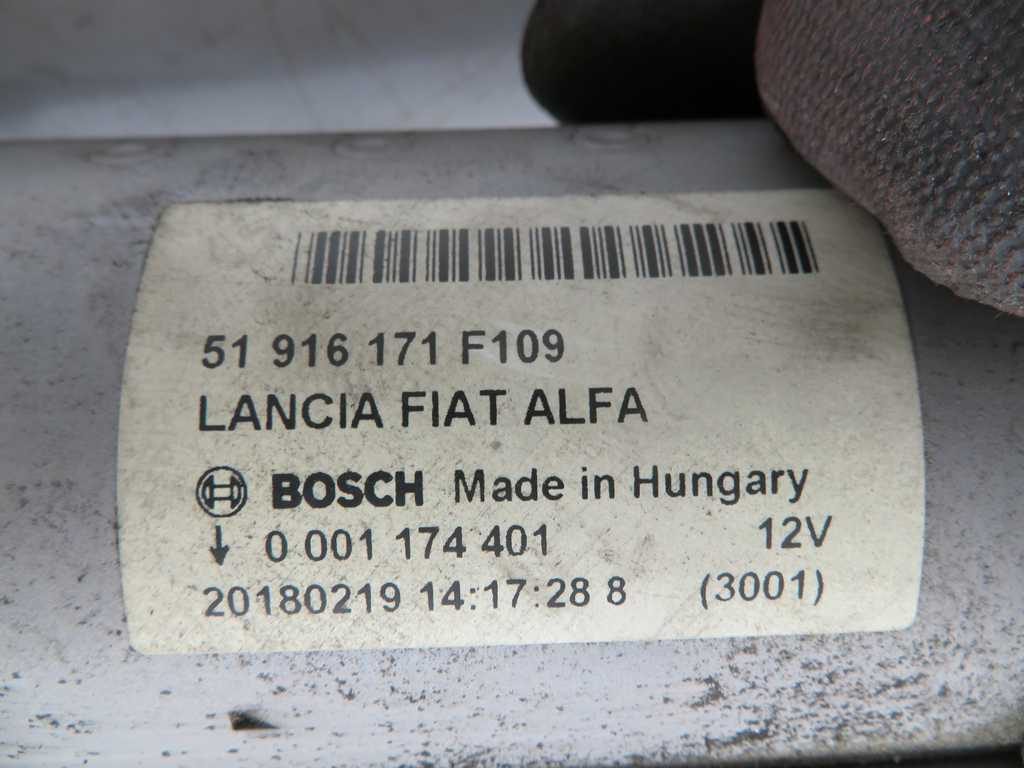 51 916 171 F109
LANCIA FIAT ALFA
BOSCH Made in Hungary
0 001 174 401 12V
20180219 14:17:28 8 (3001)